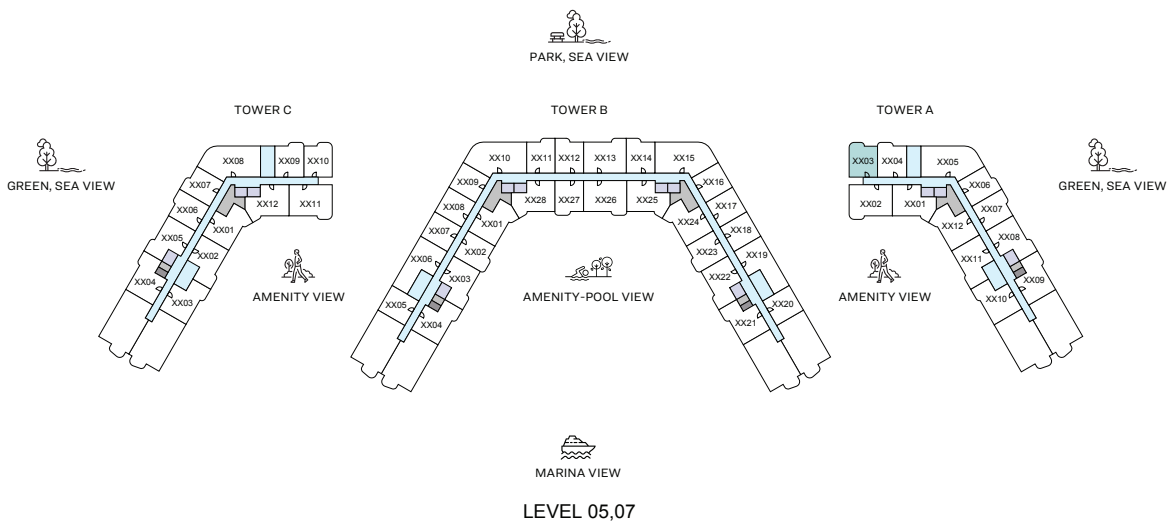 PARK, SEA VIEW
TOWER C
TOWER B
TOWER A
GREEN, SEA VIEW
GREEN, SEA VIEW
XX08
XX09
XX10
XX07
XX06
XX12
XX11
XX05
XX01
XX02
XX04
XX03
XX10
XX11
XX12
XX13
XX14
XX15
XX09
XX28
XX27
XX26
XX25
XX16
XX08
XX01
XX24
XX17
XX07
XX02
XX23
XX18
XX06
XX03
XX22
XX19
XX05
XX04
XX21
XX20
XX03
XX04
XX05
XX02
XX01
XX06
XX12
XX07
XX11
XX08
XX10
XX09
AMENITY VIEW
AMENITY-POOL VIEW
AMENITY VIEW
MARINA VIEW
LEVEL 05,07